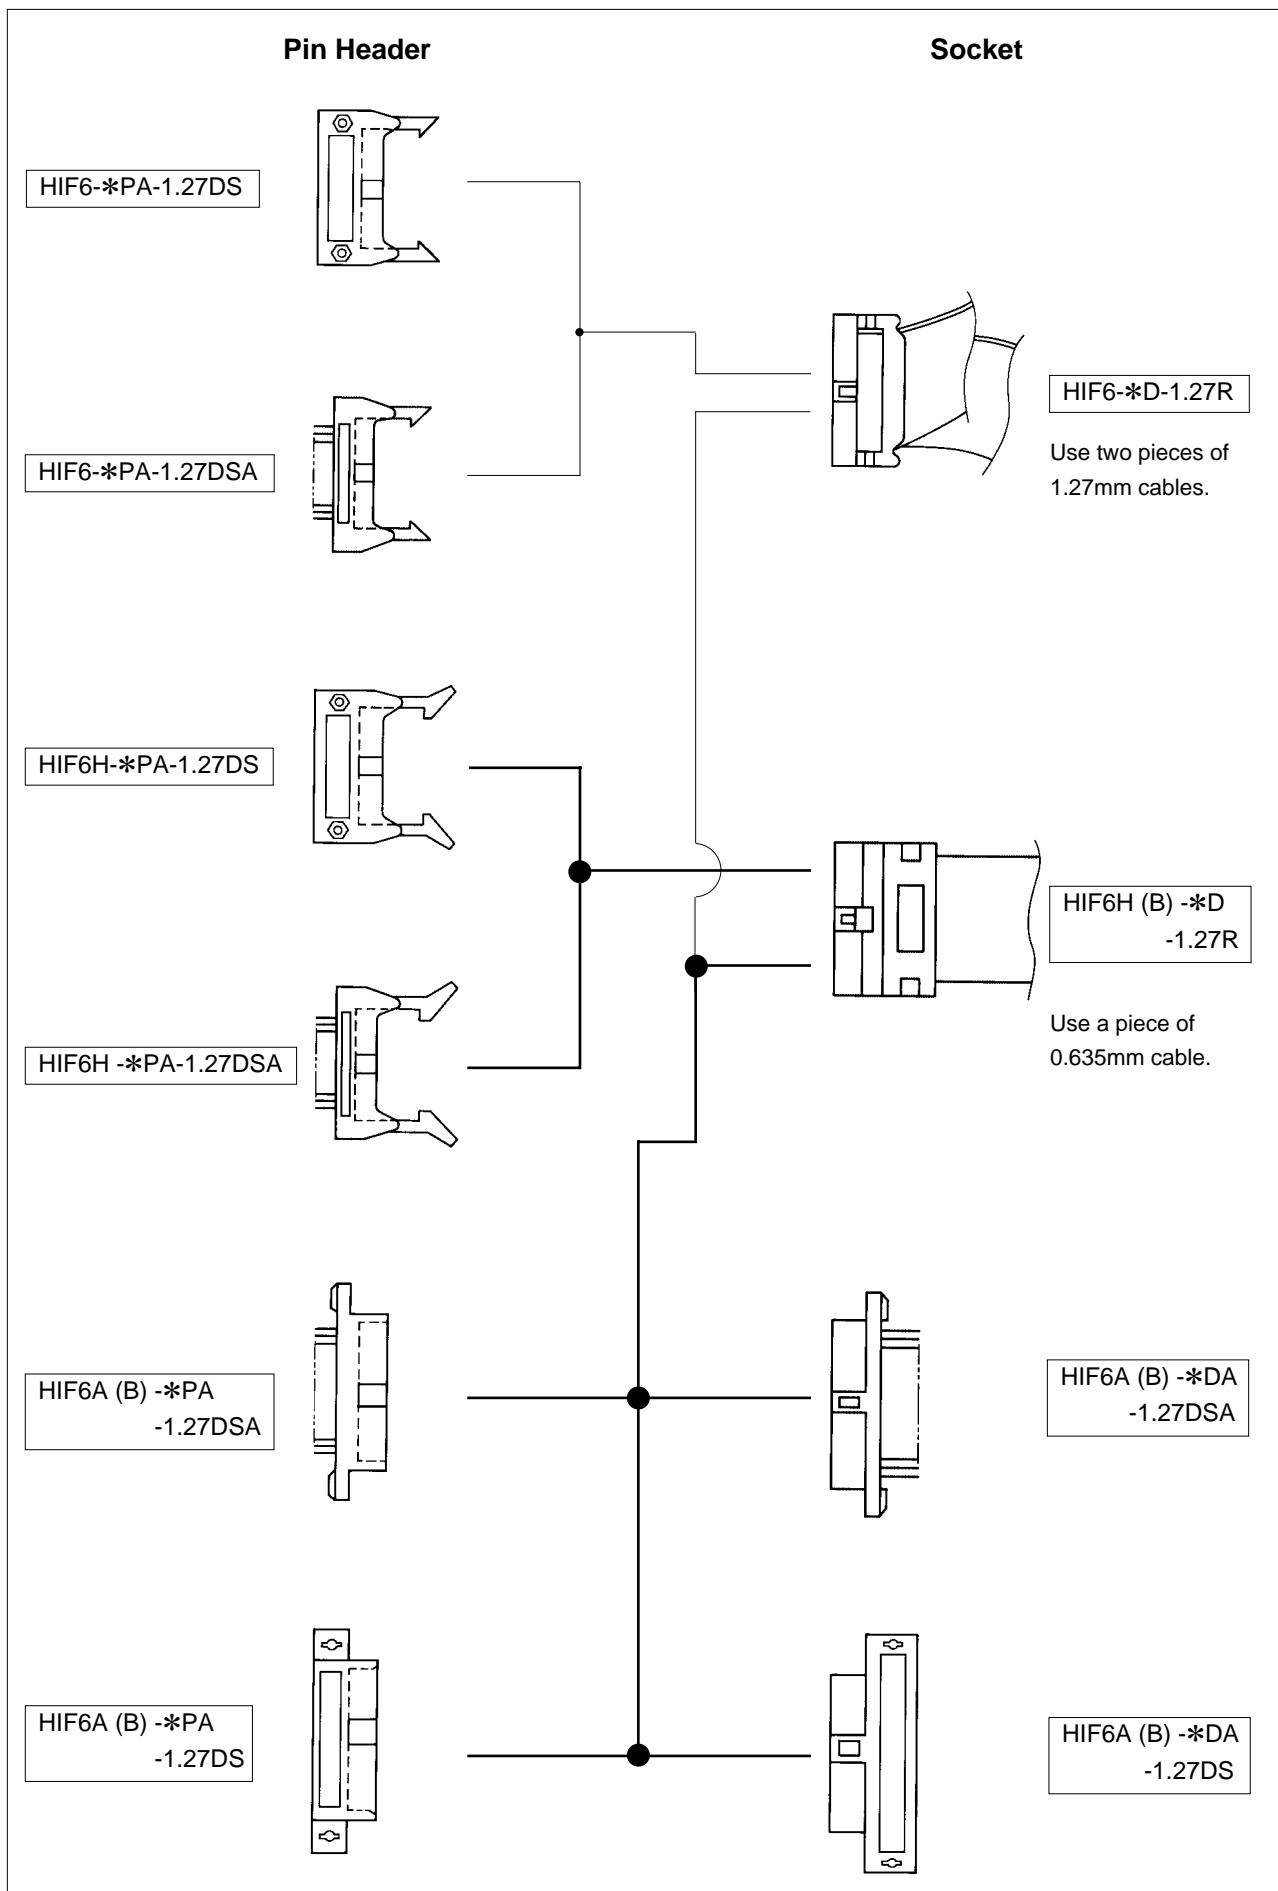 Pin Header
Socket
HIF6-✻PA-1.27DS
HIF6-✻D-1.27R
Use two pieces of
1.27mm cables.
HIF6-✻PA-1.27DSA
HIF6H-✻PA-1.27DS
HIF6H (B) -✻D
-1.27R
Use a piece of
0.635mm cable.
HIF6H -✻PA-1.27DSA
HIF6A (B) -✻PA
-1.27DSA
HIF6A (B) -✻DA
-1.27DSA
HIF6A (B) -✻PA
-1.27DS
HIF6A (B) -✻DA
-1.27DS